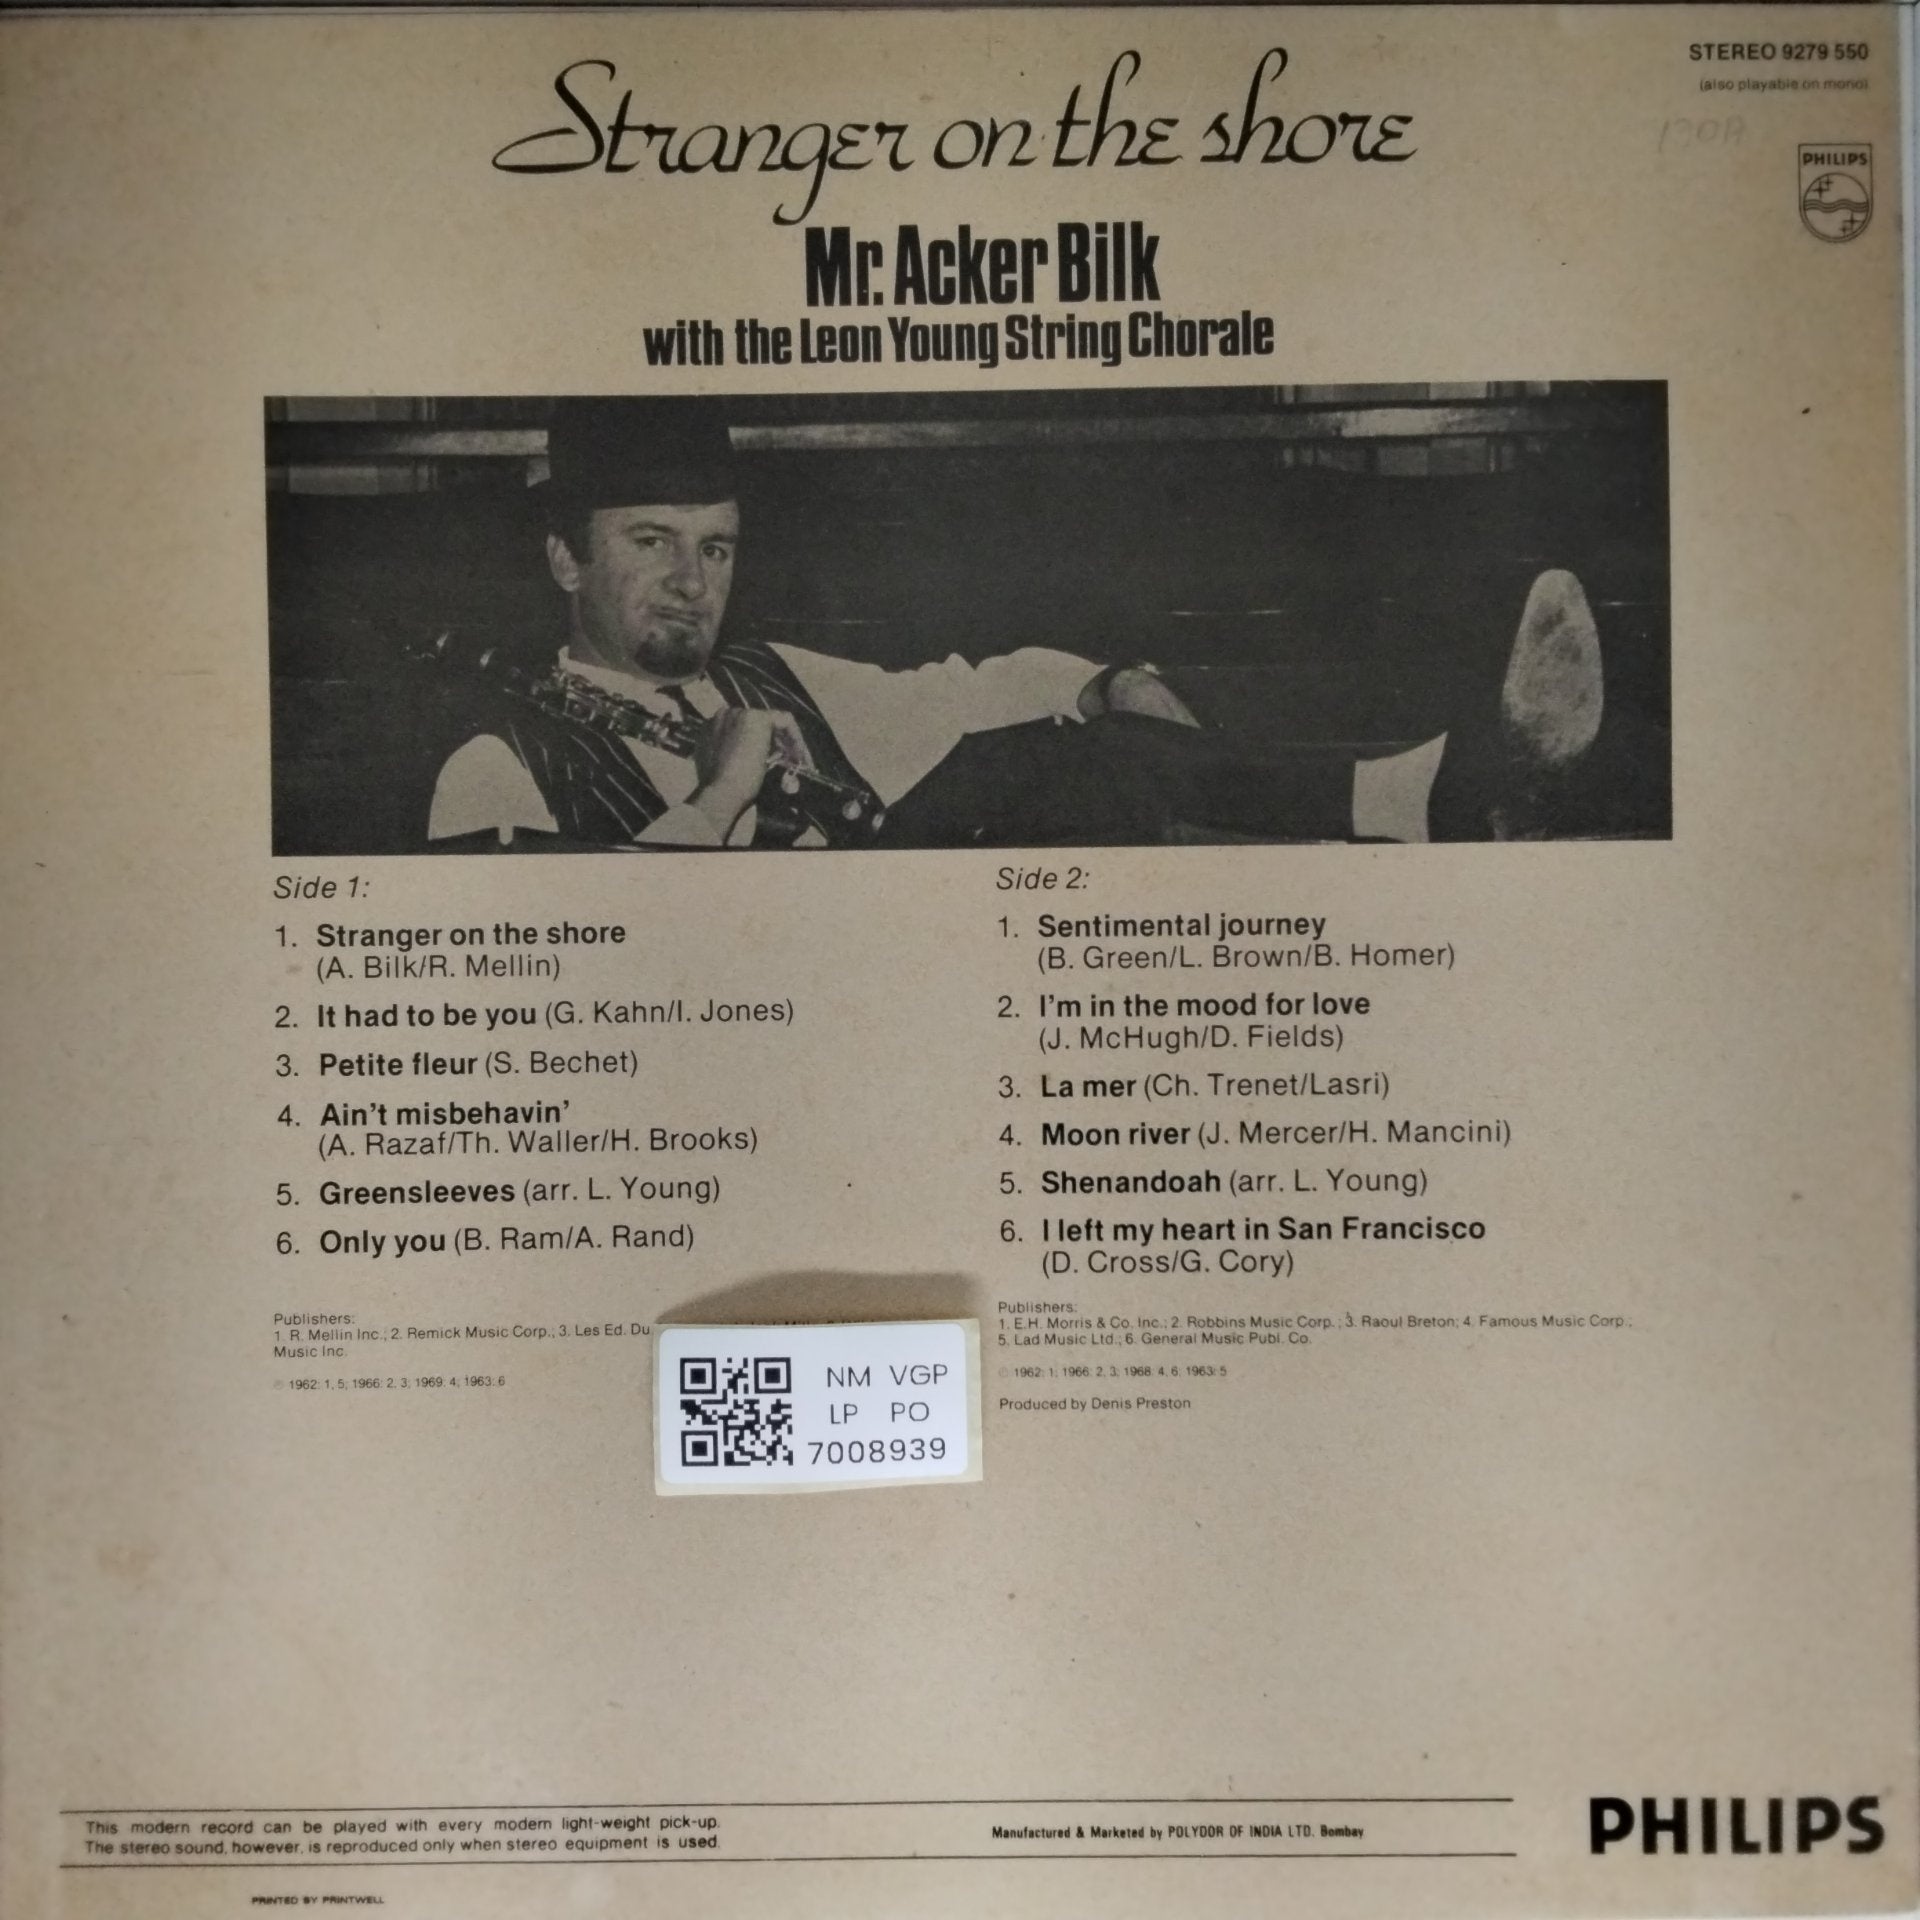 STEREO 9279 550
(also playable on mono)
PHILIPS
Stranger on the shore
Mr. Acker Bilk
with the Leon Young String Chorale
Side 1:
1. Stranger on the shore
(A. Bilk/R. Mellin)
2. It had to be you (G. Kahn/I. Jones)
3. Petite fleur (S. Bechet)
4. Ain't misbehavin'
(A. Razaf/Th. Waller/H. Brooks)
5. Greensleeves (arr. L. Young)
6. Only you (B. Ram/A. Rand)
Publishers:
1. R. Mellin Inc.; 2. Remick Music Corp.; 3. Les Ed. Du
Music Inc.
1962: 1, 5; 1966: 2, 3; 1969: 4; 1963: 6
Side 2:
1. Sentimental journey
(B. Green/L. Brown/B. Homer)
2. I'm in the mood for love
(J. McHugh/D. Fields)
3. La mer (Ch. Trenet/Lasri)
4. Moon river (J. Mercer/H. Mancini)
5. Shenandoah (arr. L. Young)
6. I left my heart in San Francisco
(D. Cross/G. Cory)
Publishers:
1. E.H. Morris & Co. Inc.; 2. Robbins Music Corp.; 3. Raoul Breton; 4. Famous Music Corp.;
5. Lad Music Ltd.; 6. General Music Publ. Co.
℗ 1962: 1; 1966: 2, 3; 1968: 4, 6; 1963: 5
Produced by Denis Preston
NM VGP
LP PO
7008939
This modern record can be played with every modern light-weight pick-up.
The stereo sound, however, is reproduced only when stereo equipment is used.
Manufactured & Marketed by POLYDOR OF INDIA LTD. Bombay
PHILIPS
PRINTED BY PRINTWELL